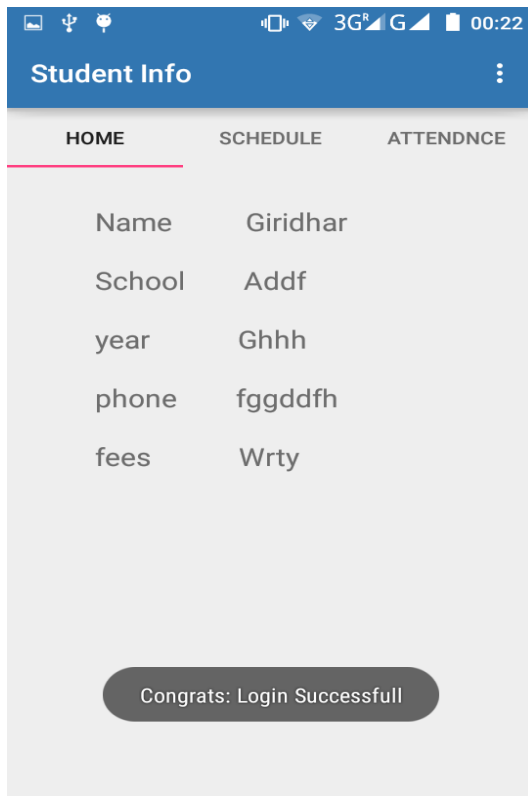 3G R G 00:22
Student Info
HOME SCHEDULE ATTENDNCE
Name Giridhar
School Addf
year Ghhh
phone fggddfh
fees Wrty
Congrats: Login Successfull